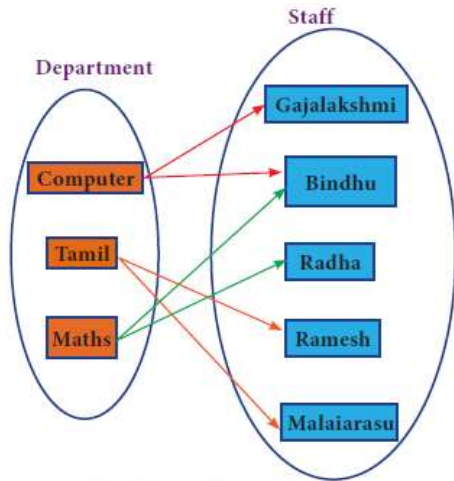 Staff
Department
Gajalakshmi
Computer
Bindhu
Tamil
Radha
Maths
Ramesh
Malaiarasu